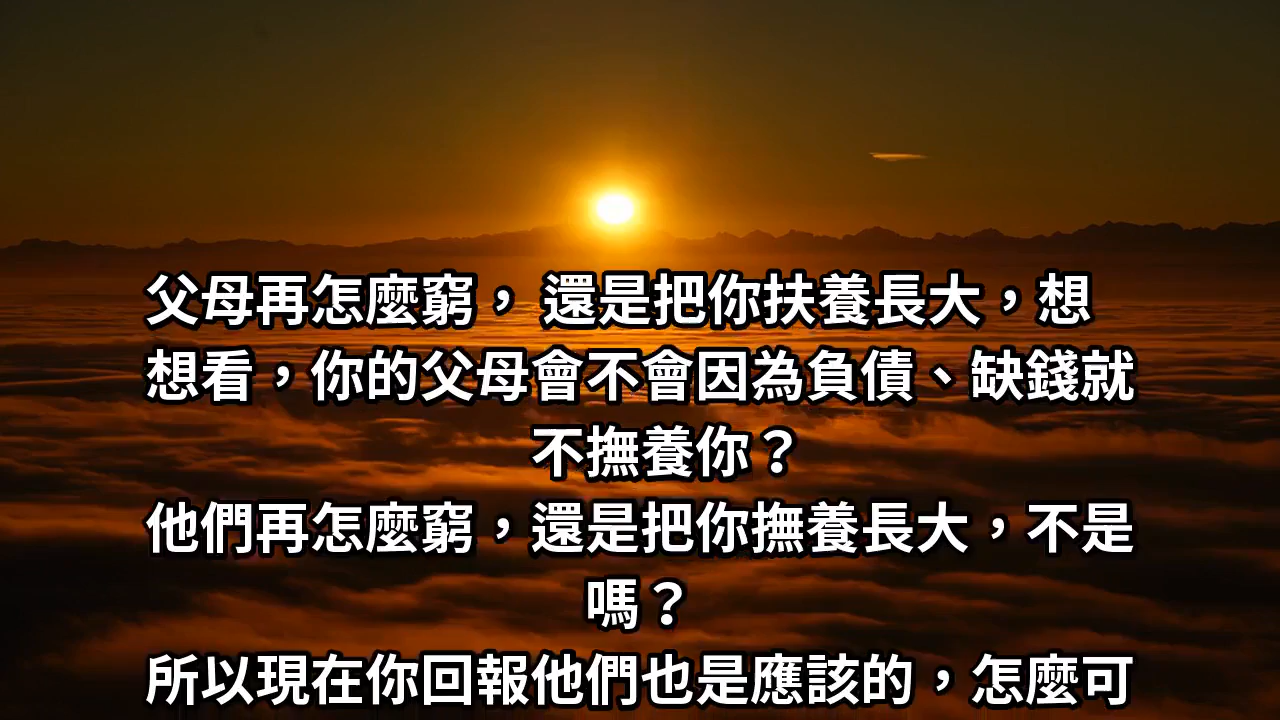 父母再怎麼窮， 還是把你扶養長大，想
想看，你的父母會不會因為負債、缺錢就
不撫養你？
他們再怎麼窮，還是把你撫養長大，不是
嗎？
所以現在你回報他們也是應該的，怎麼可